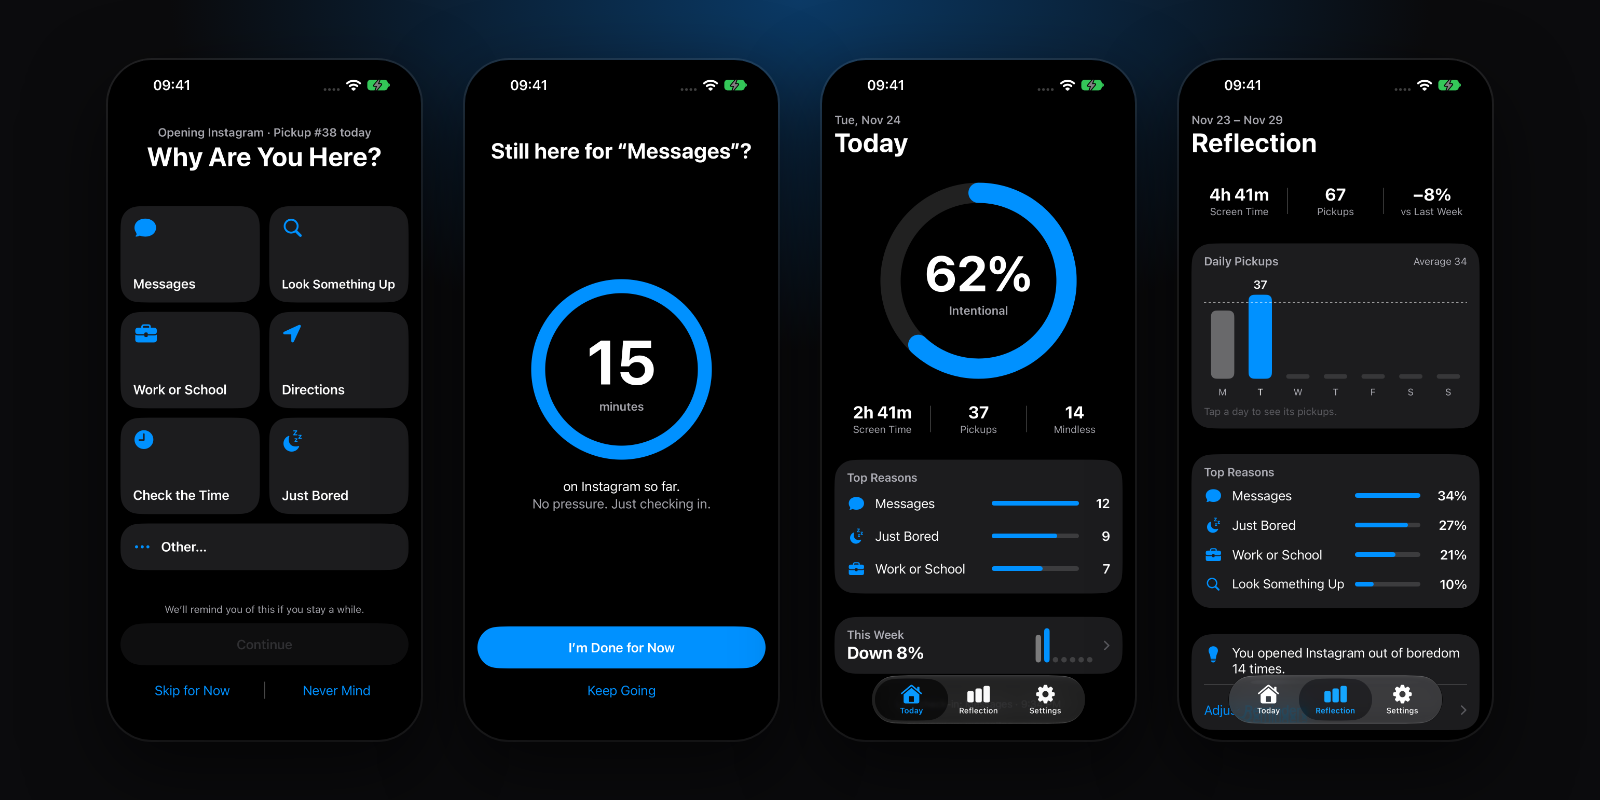 09:41
Opening Instagram · Pickup #38 today
Why Are You Here?
Messages
Look Something Up
Work or School
Directions
Check the Time
Just Bored
Other...
We'll remind you of this if you stay a while.
Continue
Skip for Now
Never Mind
09:41
Still here for “Messages”?
15
minutes
on Instagram so far.
No pressure. Just checking in.
I'm Done for Now
Keep Going
09:41
Tue, Nov 24
Today
62%
Intentional
2h 41m
Screen Time
37
Pickups
14
Mindless
Top Reasons
Messages 12
Just Bored 9
Work or School 7
This Week
Down 8%
Today
Reflection
Settings
09:41
Nov 23 – Nov 29
Reflection
4h 41m
Screen Time
67
Pickups
–8%
vs Last Week
Daily Pickups
Average 34
37
M T W T F S S
Tap a day to see its pickups.
Top Reasons
Messages 34%
Just Bored 27%
Work or School 21%
Look Something Up 10%
You opened Instagram out of boredom
14 times.
Today
Reflection
Settings